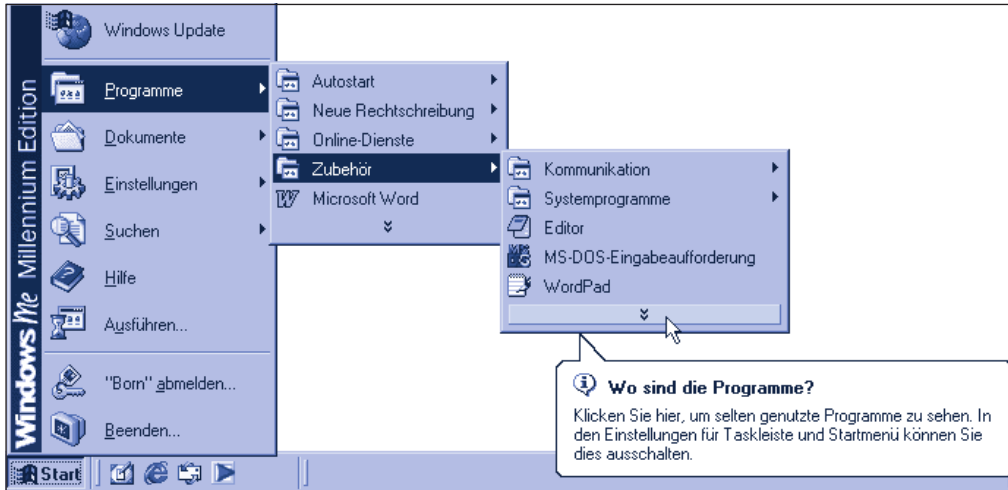 Windows Me Millennium Edition
Windows Update
Programme
Dokumente
Einstellungen
Suchen
Hilfe
Ausführen...
"Born" abmelden...
Beenden...
Autostart
Neue Rechtschreibung
Online-Dienste
Zubehör
Microsoft Word
Kommunikation
Systemprogramme
Editor
MS-DOS-Eingabeaufforderung
WordPad
Wo sind die Programme?
Klicken Sie hier, um selten genutzte Programme zu sehen. In
den Einstellungen für Taskleiste und Startmenü können Sie
dies ausschalten.
Start